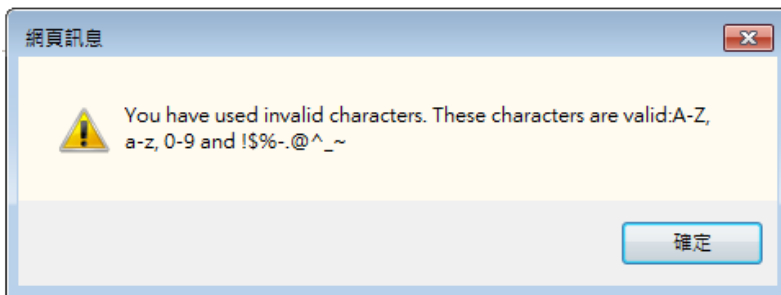 網頁訊息
You have used invalid characters. These characters are valid:A-Z,
a-z, 0-9 and !$%-.@^_~
確定